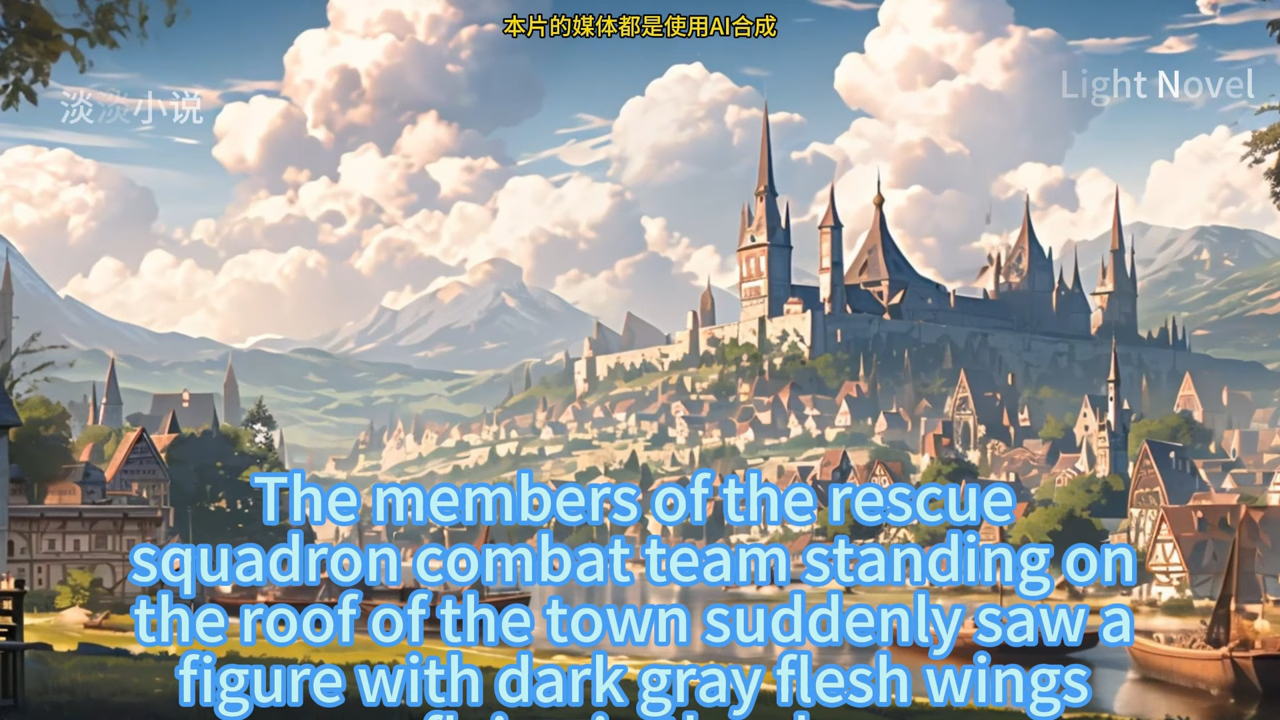 本片的媒体都是使用AI合成
淡淡小说
Light Novel
The members of the rescue
squadron combat team standing on
the roof of the town suddenly saw a
figure with dark gray flesh wings